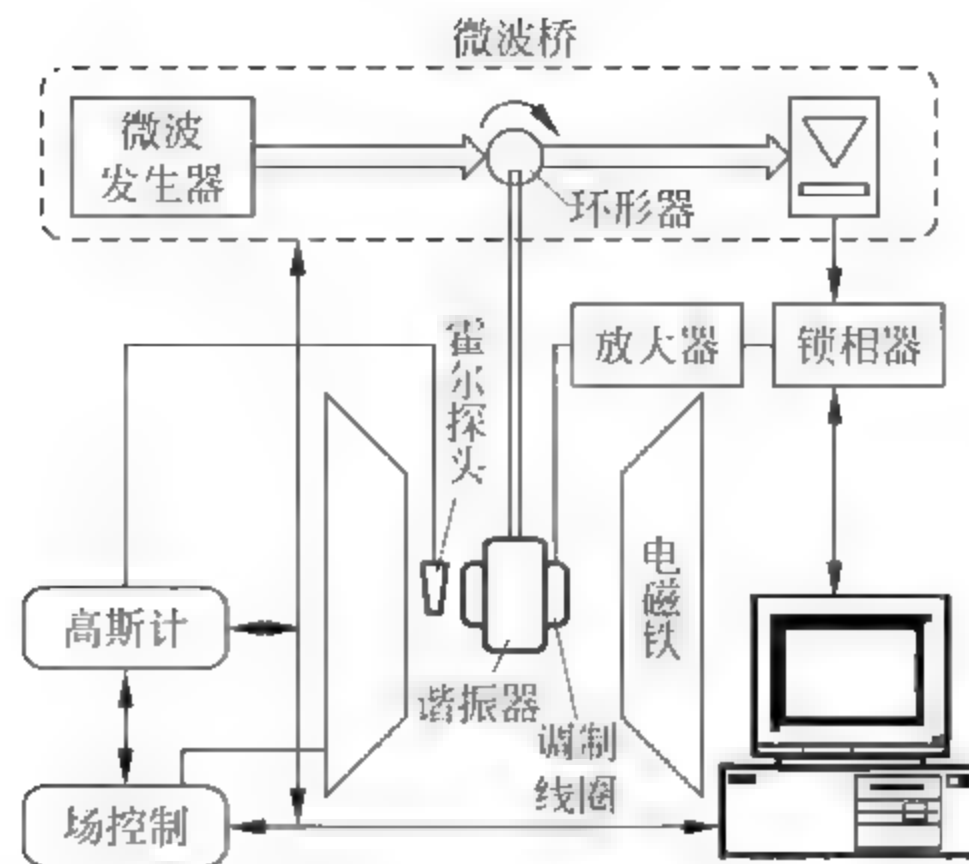 微波桥
微波
发生器
环形器
霍尔探头
放大器
锁相器
电磁铁
高斯计
谐振器
调制
线圈
场控制